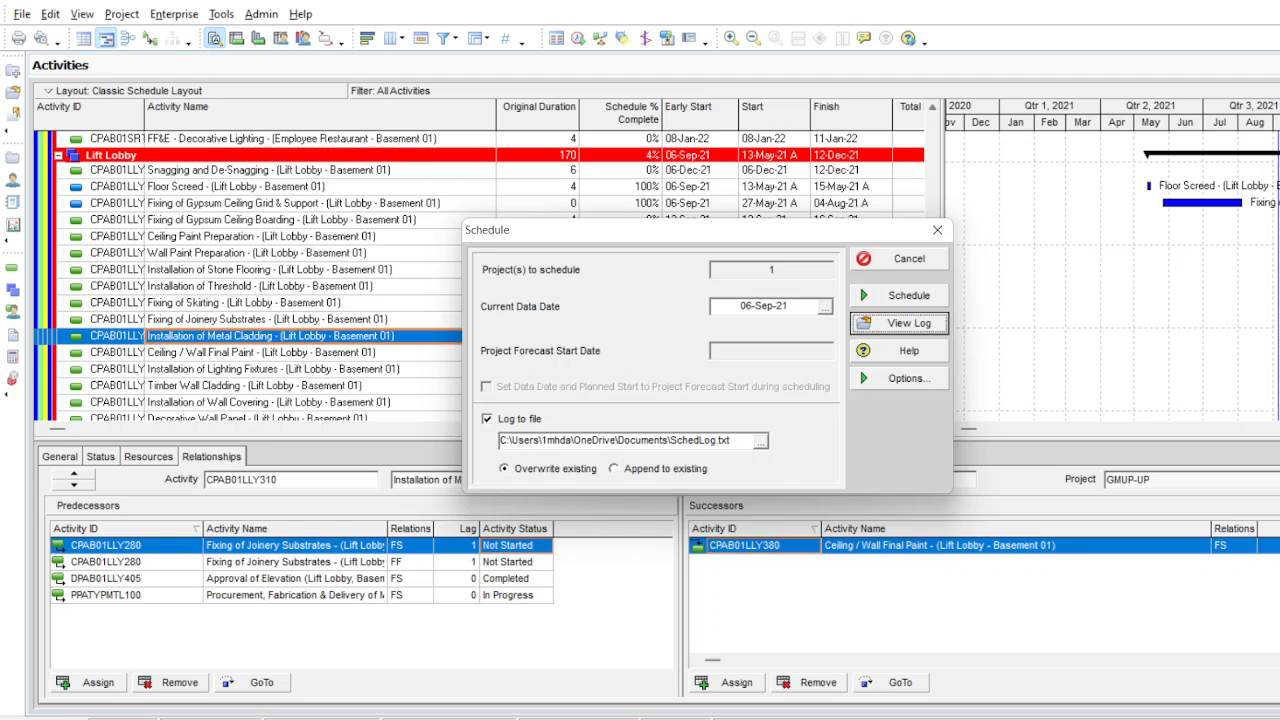 File Edit View Project Enterprise Tools Admin Help
Activities
Layout: Classic Schedule Layout Filter: All Activities
Activity ID Activity Name Original Duration Schedule % Complete Early Start Start Finish Total
2020 Qtr 1, 2021 Qtr 2, 2021 Qtr 3, 2021
ov Dec Jan Feb Mar Apr May Jun Jul Aug
CPAB01SR1 FF&E - Decorative Lighting - (Employee Restaurant - Basement 01) 4 0% 08-Jan-22 08-Jan-22 11-Jan-22
Lift Lobby 170 4% 06-Sep-21 13-May-21 A 12-Dec-21
CPAB01LLY Snagging and De-Snagging - (Lift Lobby - Basement 01) 6 0% 06-Dec-21 06-Dec-21 12-Dec-21
CPAB01LLY Floor Screed - (Lift Lobby - Basement 01) 4 100% 06-Sep-21 13-May-21 A 15-May-21 A Floor Screed - (Lift Lobby -
CPAB01LLY Fixing of Gypsum Ceiling Grid & Support - (Lift Lobby - Basement 01) 0 100% 06-Sep-21 27-May-21 A 04-Aug-21 A Fixing
CPAB01LLY Fixing of Gypsum Ceiling Boarding - (Lift Lobby - Basement 01)
CPAB01LLY Ceiling Paint Preparation - (Lift Lobby - Basement 01)
CPAB01LLY Wall Paint Preparation - (Lift Lobby - Basement 01)
CPAB01LLY Installation of Stone Flooring - (Lift Lobby - Basement 01)
CPAB01LLY Installation of Threshold - (Lift Lobby - Basement 01)
CPAB01LLY Fixing of Skirting - (Lift Lobby - Basement 01)
CPAB01LLY Fixing of Joinery Substrates - (Lift Lobby - Basement 01)
CPAB01LLY Installation of Metal Cladding - (Lift Lobby - Basement 01)
CPAB01LLY Ceiling / Wall Final Paint - (Lift Lobby - Basement 01)
CPAB01LLY Installation of Lighting Fixtures - (Lift Lobby - Basement 01)
CPAB01LLY Timber Wall Cladding - (Lift Lobby - Basement 01)
CPAB01LLY Installation of Wall Covering - (Lift Lobby - Basement 01)
CPAB01LLY Decorative Wall Panel - (Lift Lobby - Basement 01)
Schedule
Project(s) to schedule 1 Cancel
Current Data Date 06-Sep-21 ... Schedule
View Log
Project Forecast Start Date Help
Set Data Date and Planned Start to Project Forecast Start during scheduling Options...
Log to file
C:\Users\1mhda\OneDrive\Documents\SchedLog.txt ...
Overwrite existing Append to existing
General Status Resources Relationships
Activity CPAB01LLY310 Installation of M Project GMUP-UP
Predecessors
Activity ID Activity Name Relations Lag Activity Status
CPAB01LLY280 Fixing of Joinery Substrates - (Lift Lobby FS 1 Not Started
CPAB01LLY280 Fixing of Joinery Substrates - (Lift Lobby FF 1 Not Started
DPAB01LLY405 Approval of Elevation (Lift Lobby, Basen FS 0 Completed
PPATYPMTL100 Procurement, Fabrication & Delivery of FS 0 In Progress
Assign Remove GoTo
Successors
Activity ID Activity Name Relations
CPAB01LLY380 Ceiling / Wall Final Paint - (Lift Lobby - Basement 01) FS
Assign Remove GoTo